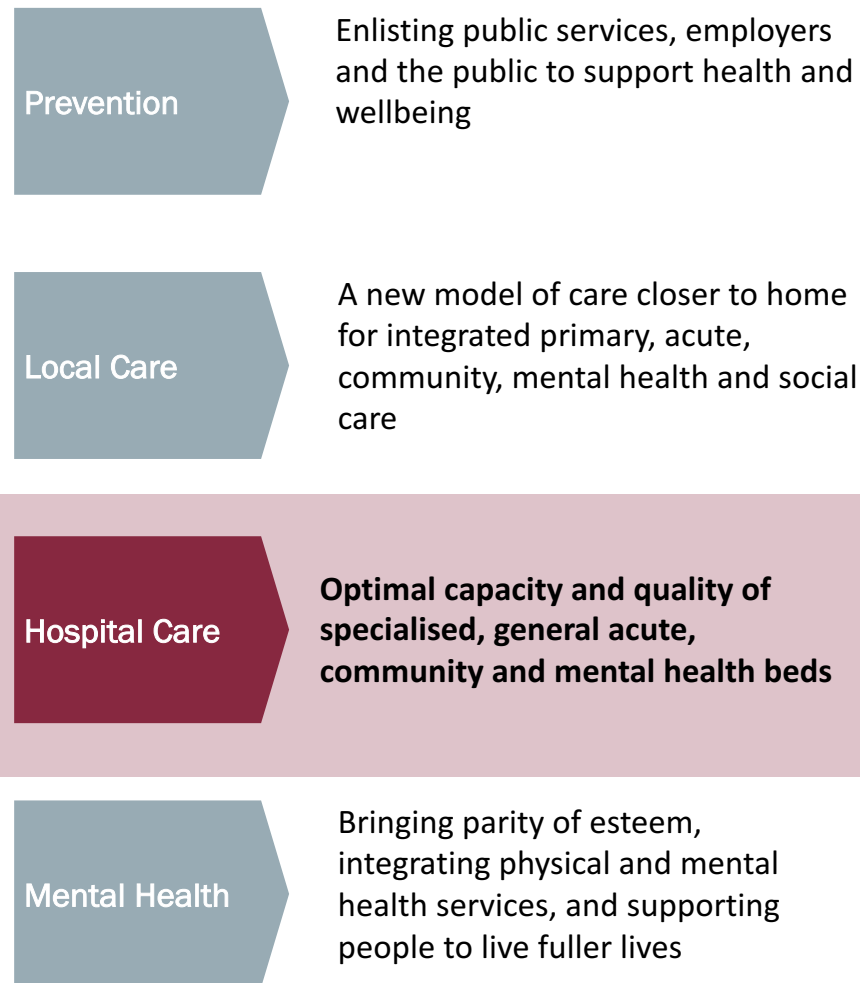 Prevention
Enlisting public services, employers
and the public to support health and
wellbeing
Local Care
A new model of care closer to home
for integrated primary, acute,
community, mental health and social
care
Hospital Care
Optimal capacity and quality of
specialised, general acute,
community and mental health beds
Mental Health
Bringing parity of esteem,
integrating physical and mental
health services, and supporting
people to live fuller lives